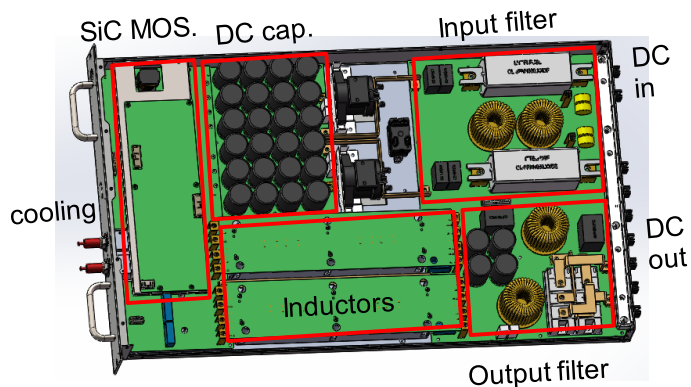 SiC MOS.
DC cap.
Input filter
DC
in
cooling
DC
out
Inductors
Output filter